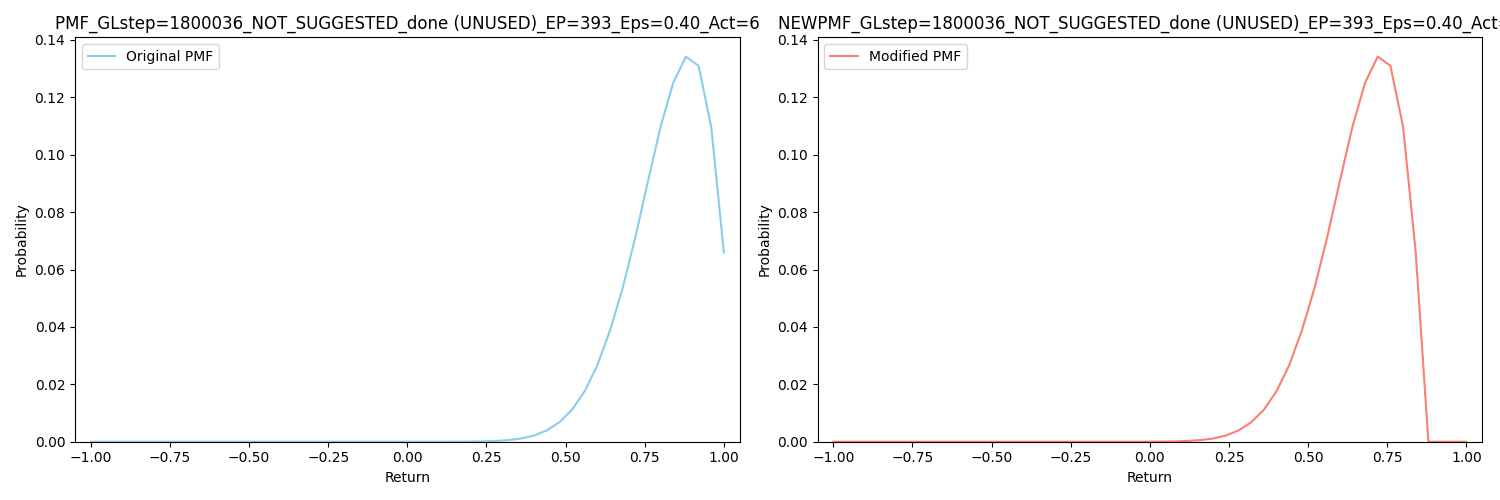 PMF_GLstep=1800036_NOT_SUGGESTED_done (UNUSED)_EP=393_Eps=0.40_Act=6
Original PMF
0.14
0.12
0.10
0.08
0.06
0.04
0.02
0.00
Probability
−1.00 −0.75 −0.50 −0.25 0.00 0.25 0.50 0.75 1.00
Return
NEWPMF_GLstep=1800036_NOT_SUGGESTED_done (UNUSED)_EP=393_Eps=0.40_Act=
Modified PMF
0.14
0.12
0.10
0.08
0.06
0.04
0.02
0.00
Probability
−1.00 −0.75 −0.50 −0.25 0.00 0.25 0.50 0.75 1.00
Return